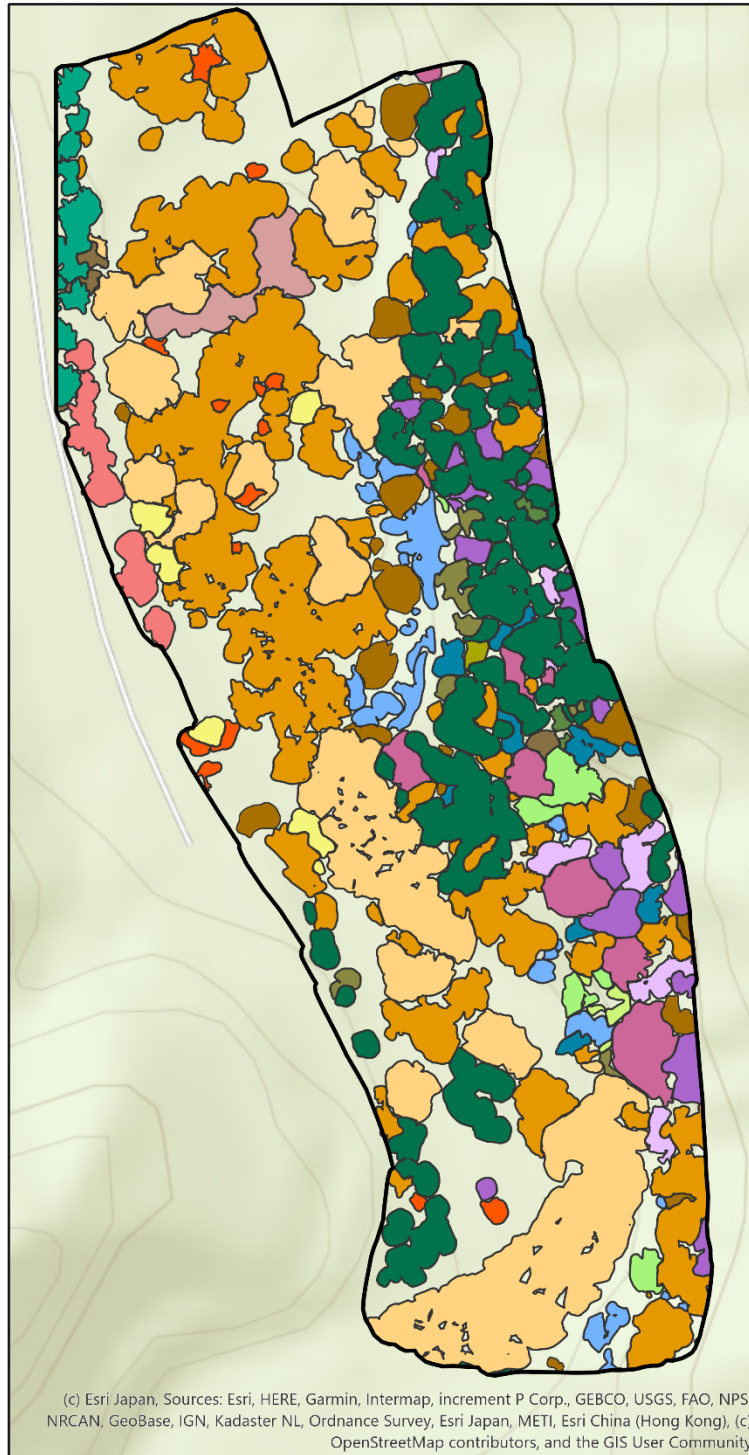 (c) Esri Japan, Sources: Esri, HERE, Garmin, Intermap, increment P Corp., GEBCO, USGS, FAO, NPS,
NRCAN, GeoBase, IGN, Kadaster NL, Ordnance Survey, Esri Japan, METI, Esri China (Hong Kong), (c)
OpenStreetMap contributors, and the GIS User Community